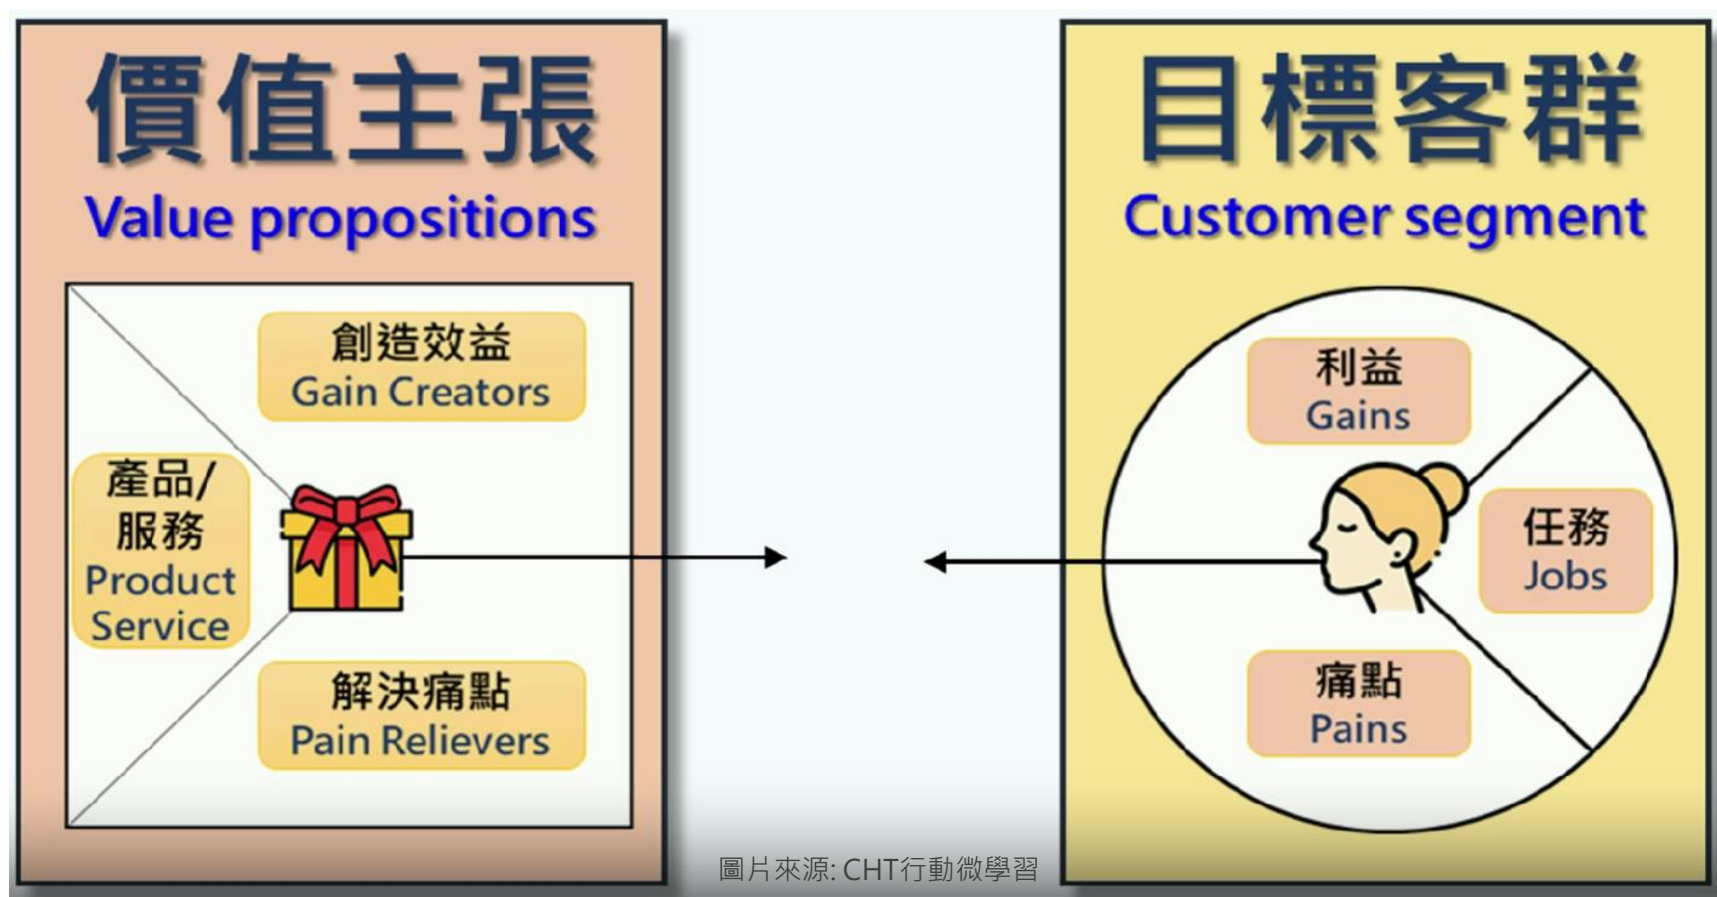 價值主張
Value propositions
創造效益
Gain Creators
產品/
服務
Product
Service
解決痛點
Pain Relievers
目標客群
Customer segment
利益
Gains
任務
Jobs
痛點
Pains
圖片來源: CHT行動微學習